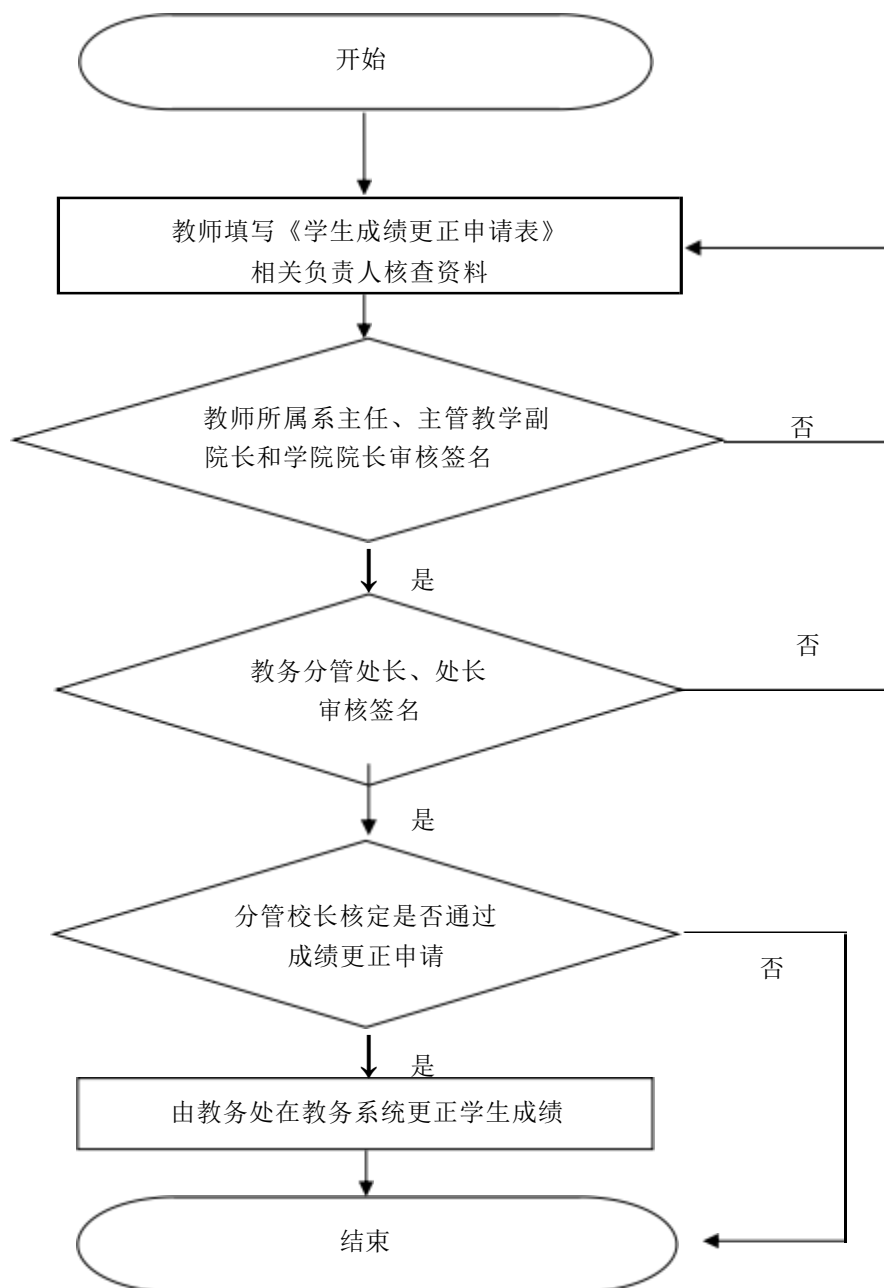 开始
教师填写《学生成绩更正申请表》
相关负责人核查资料
教师所属系主任、主管教学副
院长和学院院长审核签名
否
是
教务分管处长、处长
审核签名
否
是
分管校长核定是否通过
成绩更正申请
否
是
由教务处在教务系统更正学生成绩
结束